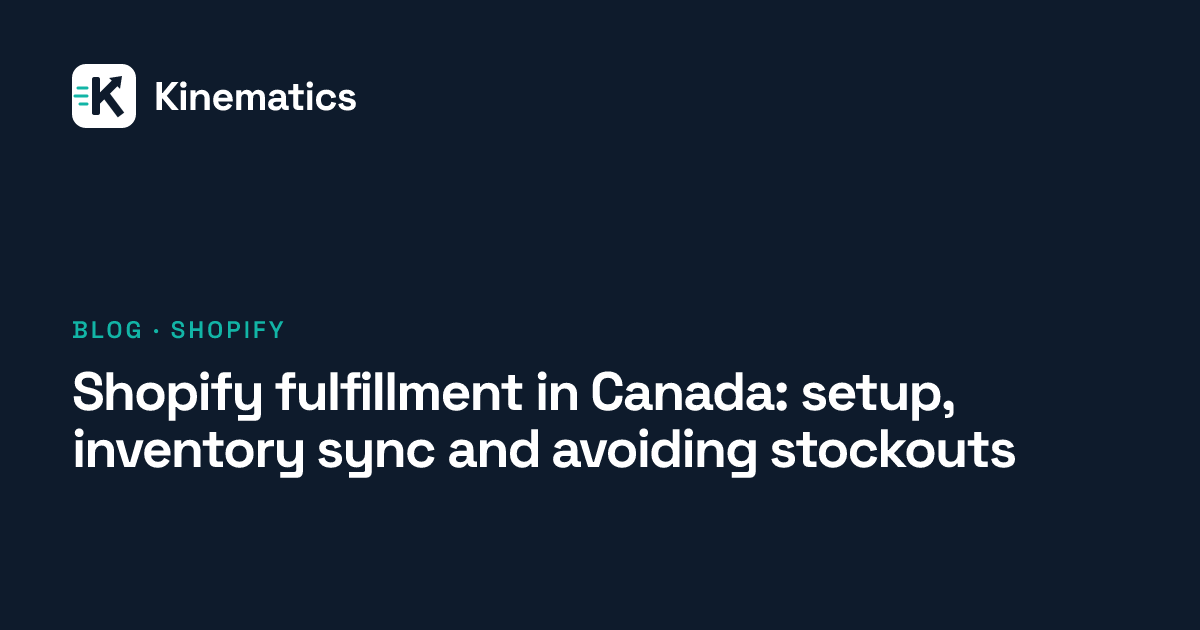 Kinematics
BLOG · SHOPIFY
Shopify fulfillment in Canada: setup,
inventory sync and avoiding stockouts